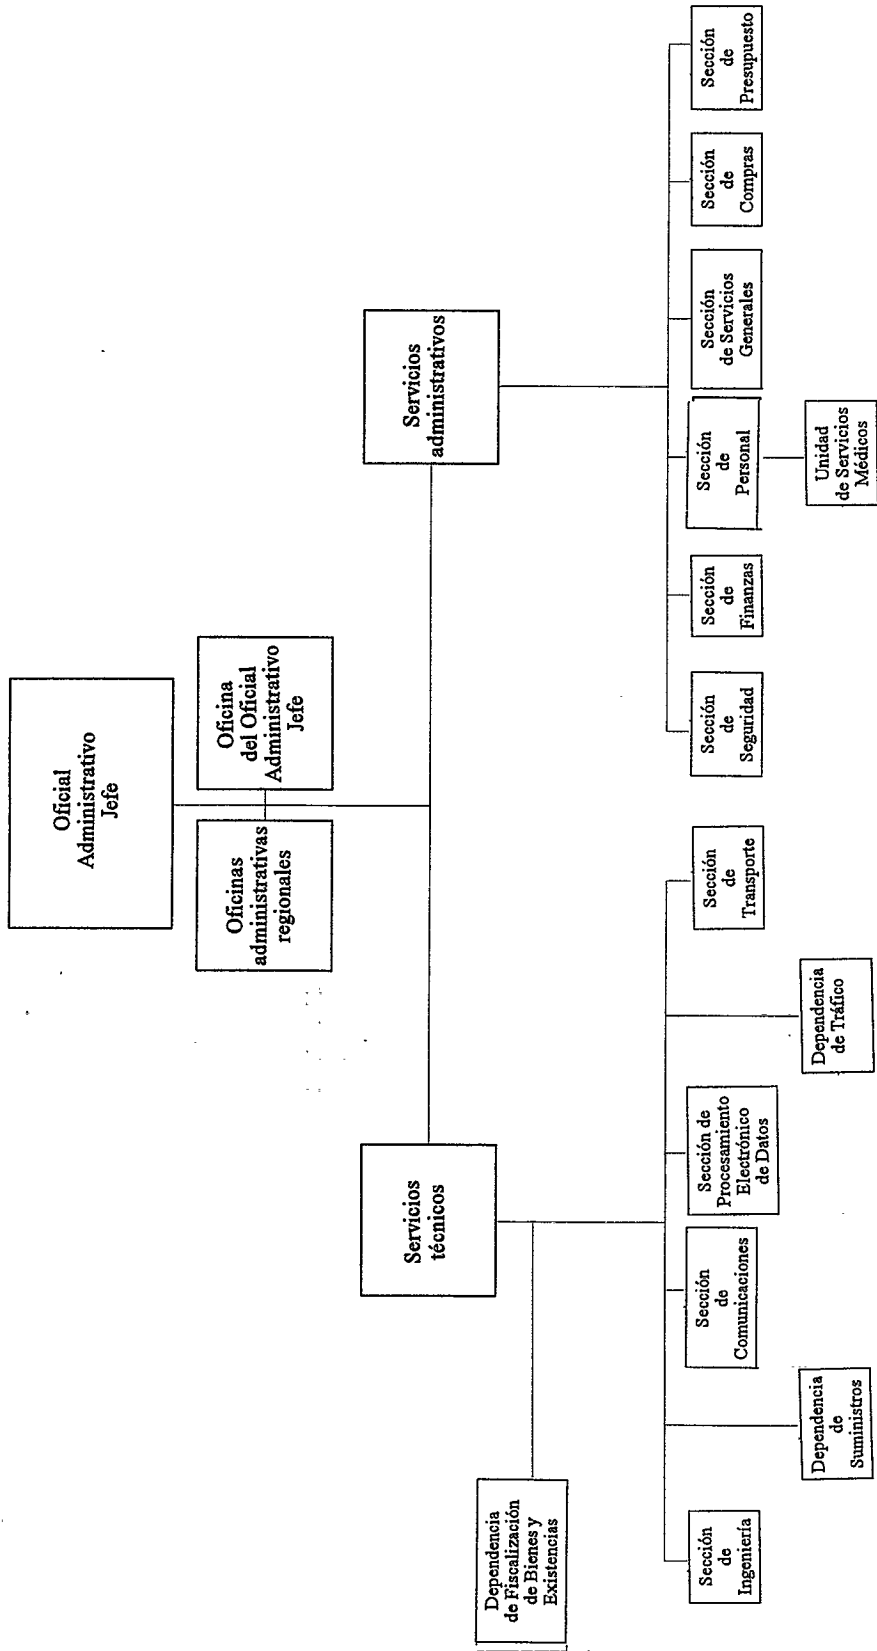 Oficial
Administrativo
Jefe
Oficinas
administrativas
regionales
Oficina
del Oficial
Administrativo
Jefe
Servicios
técnicos
Servicios
administrativos
Dependencia
de Fiscalización
de Bienes y
Existencias
Sección
de
Ingeniería
Dependencia
de
Suministros
Sección
de
Comunicaciones
Sección de
Procesamiento
Electrónico
de Datos
Dependencia
de Tráfico
Sección
de
Transporte
Sección
de
Seguridad
Sección
de
Finanzas
Sección
de
Personal
Unidad
de Servicios
Médicos
Sección
de Servicios
Generales
Sección
de
Compras
Sección
de
Presupuesto